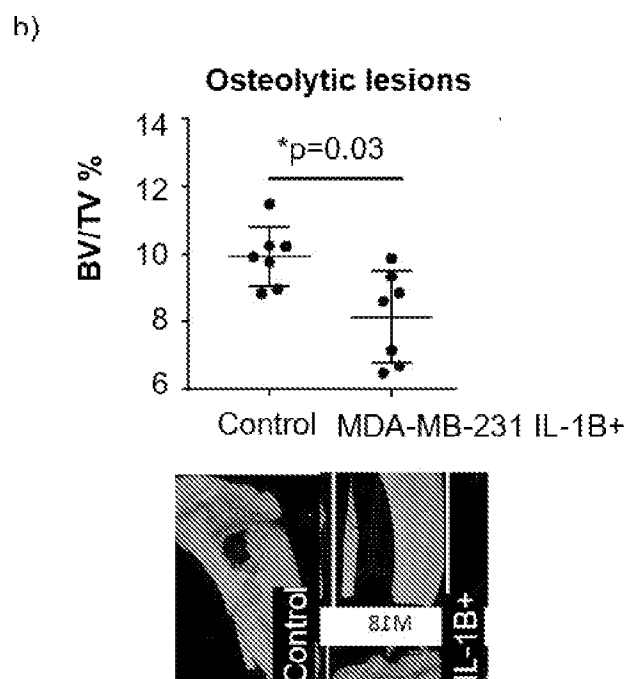 b)
Osteolytic lesions
BV/TV %
14
12
10
8
6
*p=0.03
Control MDA-MB-231 IL-1B+
Control
M18
IL-1B+